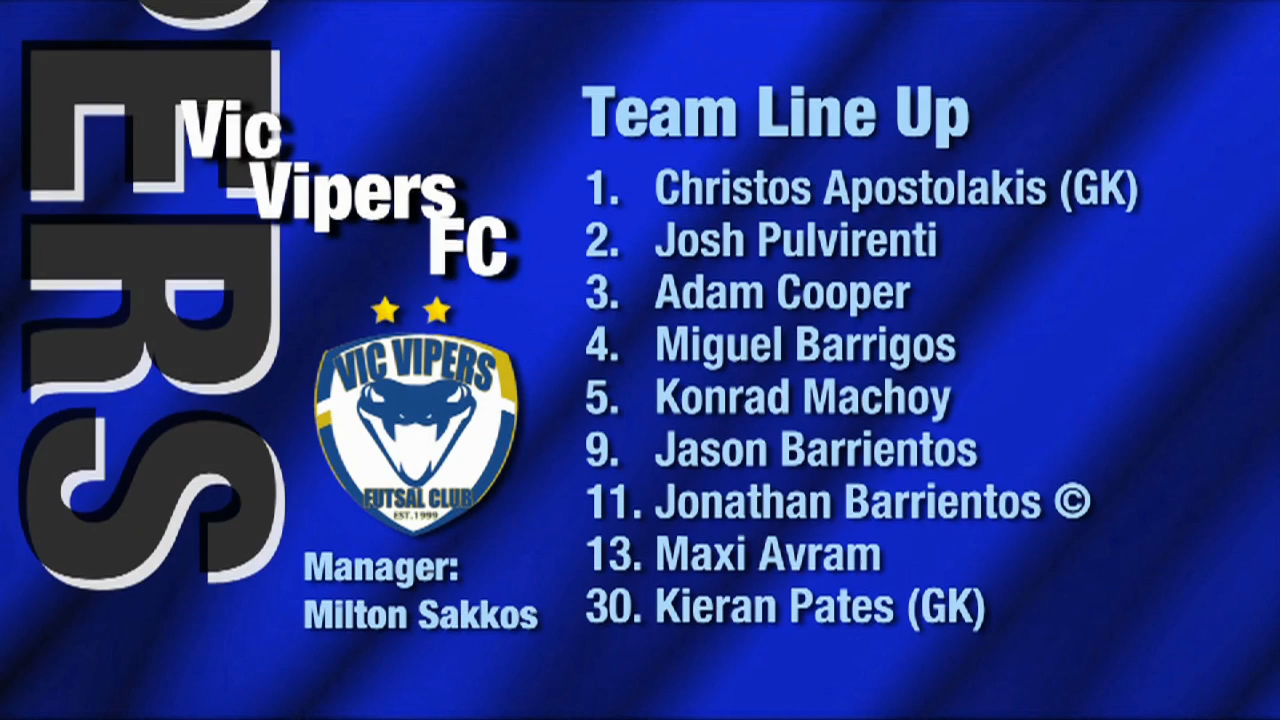 ERS
Vic
Vipers
FC
VIC VIPERS
FUTSAL CLUB
EST. 1999
Manager:
Milton Sakkos
Team Line Up
1. Christos Apostolakis (GK)
2. Josh Pulvirenti
3. Adam Cooper
4. Miguel Barrigos
5. Konrad Machoy
9. Jason Barrientos
11. Jonathan Barrientos ©
13. Maxi Avram
30. Kieran Pates (GK)